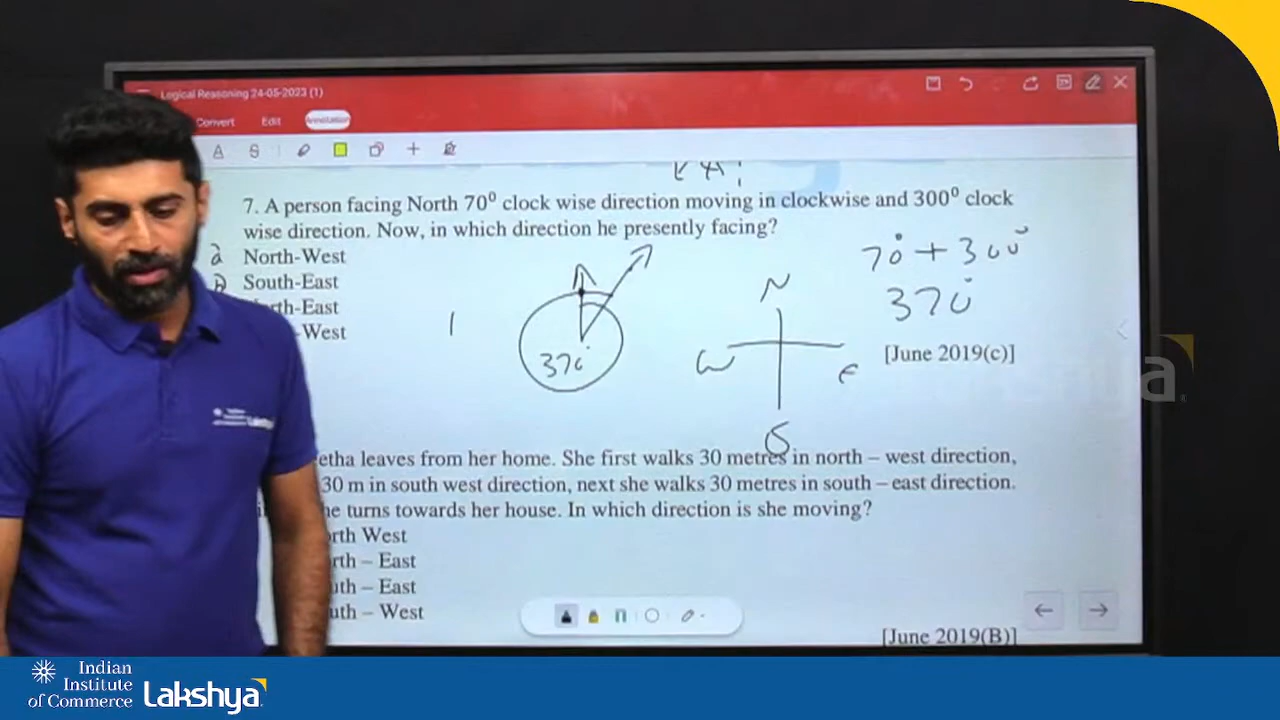 Logical Reasoning 24-05-2023 (1)
Convert Edit Annotation
7. A person facing North 70⁰ clock wise direction moving in clockwise and 300⁰ clock
wise direction. Now, in which direction he presently facing?
a North-West
b South-East
th-East
West
70° + 300°
370°
370°
N
W
E
S
[June 2019(c)]
etha leaves from her home. She first walks 30 metres in north – west direction,
30 m in south west direction, next she walks 30 metres in south – east direction.
he turns towards her house. In which direction is she moving?
rth West
rth – East
uth – East
uth – West
[June 2019(B)]
Indian
Institute
of Commerce Lakshya
Lakshya